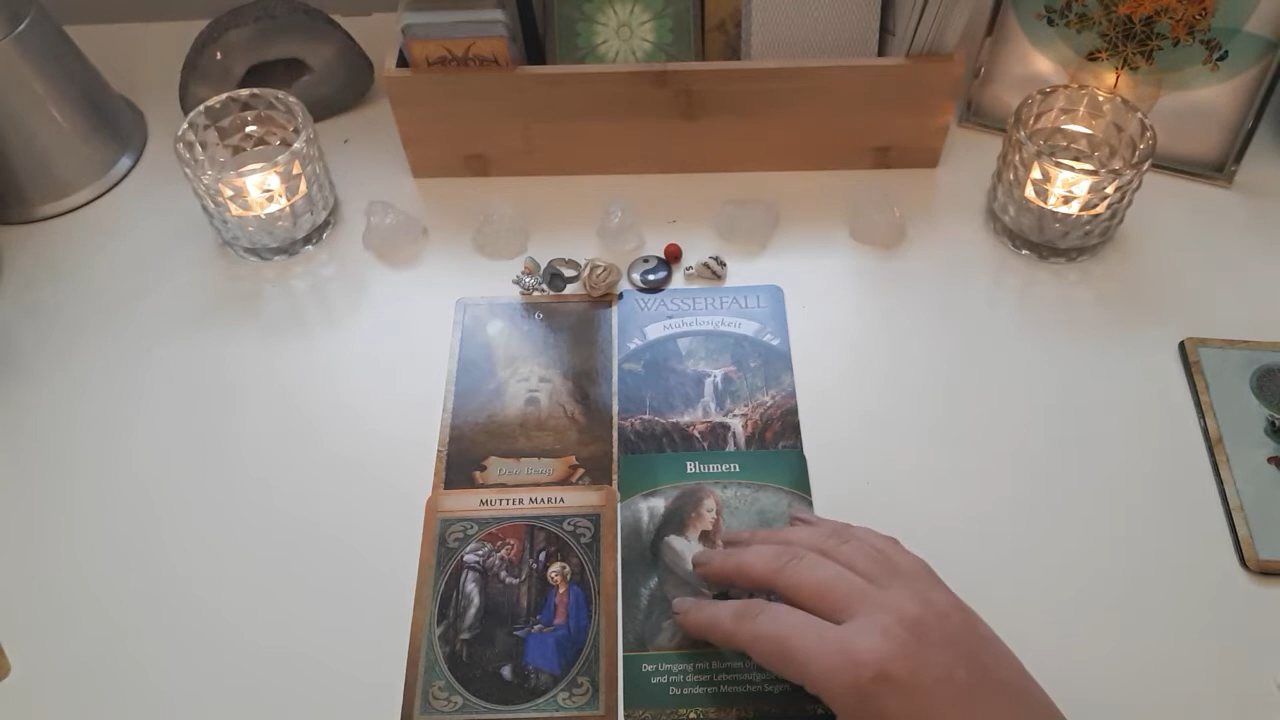 6
Der Berg
WASSERFALL
Mühelosigkeit
MUTTER MARIA
Blumen
Der Umgang mit Blumen
und mit dieser Lebensaufgabe
Du anderen Menschen Segen.